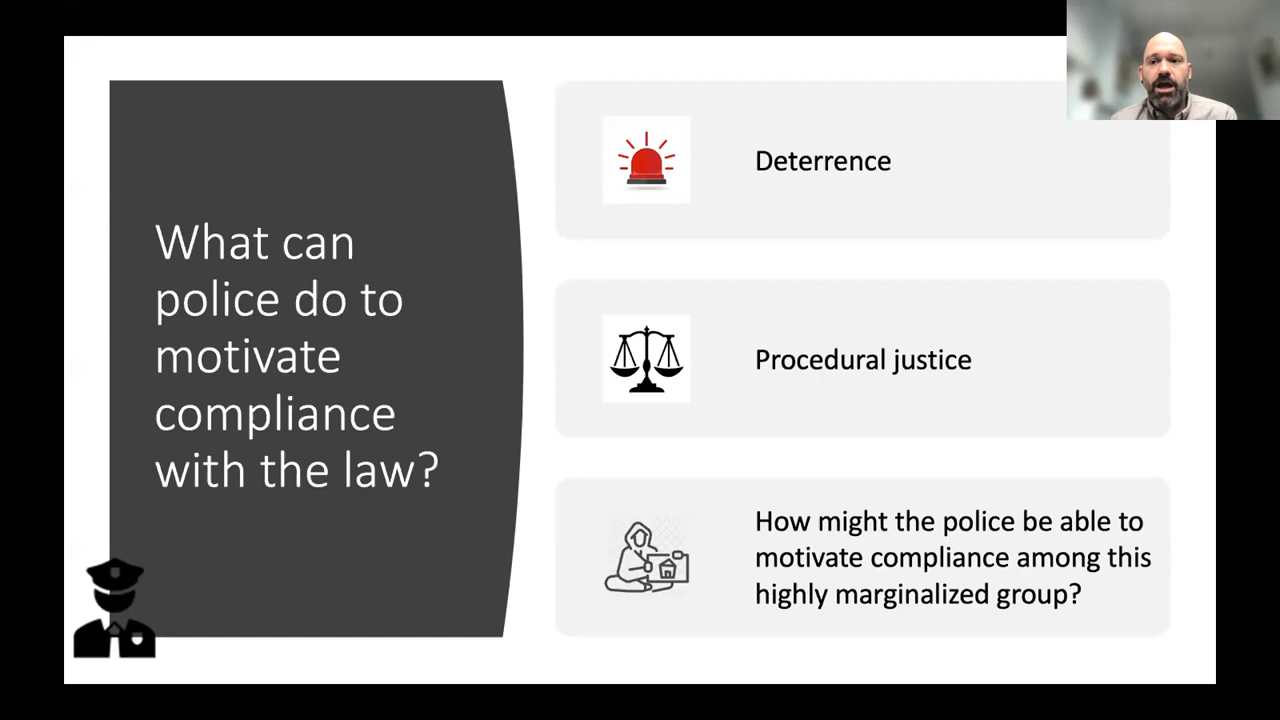 What can
police do to
motivate
compliance
with the law?
Deterrence
Procedural justice
How might the police be able to
motivate compliance among this
highly marginalized group?